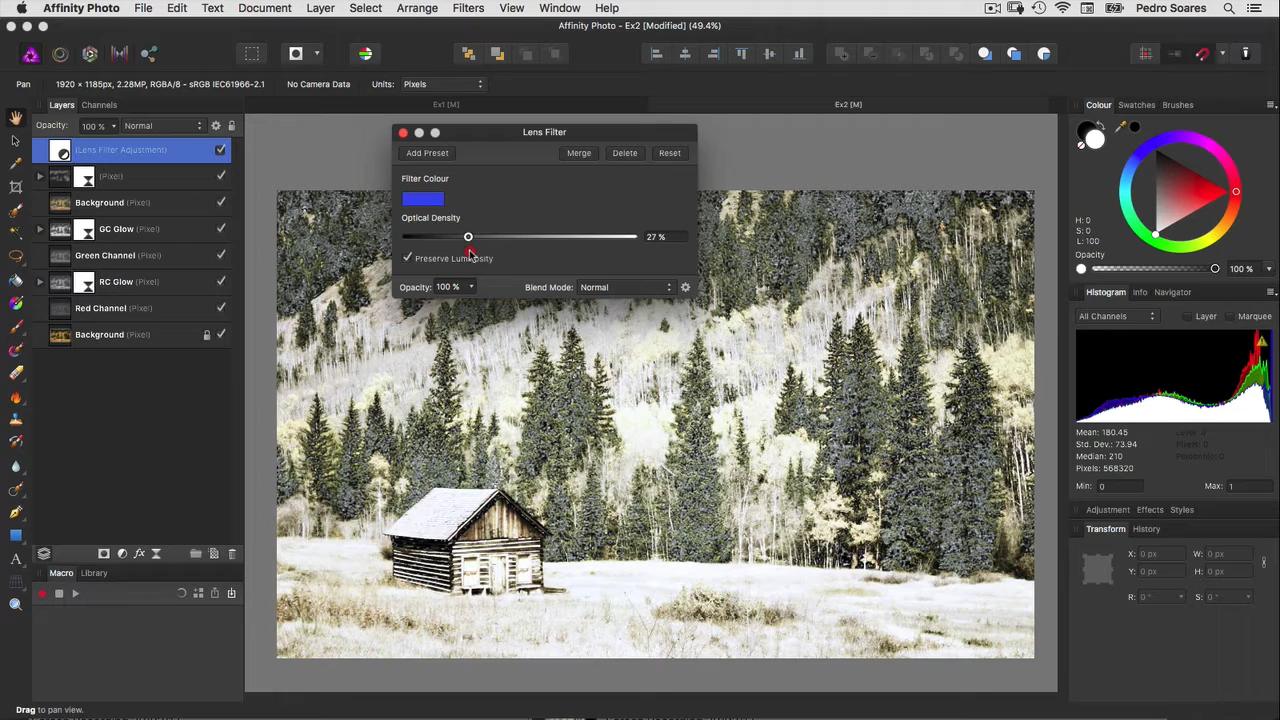 Affinity Photo File Edit Text Document Layer Select Arrange Filters View Window Help Pedro Soares
Affinity Photo - Ex2 [Modified] (49.4%)
Pan 1920 × 1185px, 2.28MP, RGBA/8 - sRGB IEC61966-2.1 No Camera Data Units: Pixels
Layers Channels
Opacity: 100 % Normal
(Lens Filter Adjustment)
(Pixel)
Background (Pixel)
GC Glow (Pixel)
Green Channel (Pixel)
RC Glow (Pixel)
Red Channel (Pixel)
Background (Pixel)
Macro Library
Ex1 [M] Ex2 [M]
Lens Filter
Add Preset Merge Delete Reset
Filter Colour
Optical Density
27 %
Preserve Luminosity
Opacity: 100 % Blend Mode: Normal
Colour Swatches Brushes
H: 0
S: 0
L: 100
Opacity
100 %
Histogram Info Navigator
All Channels Layer Marquee
Mean: 180.45 Level: 0
Std. Dev.: 73.94 Pixels: 0
Median: 210 Percentile: 0
Pixels: 568320
Min: 0 Max: 1
Adjustment Effects Styles
Transform History
X: 0 px W: 0 px
Y: 0 px H: 0 px
R: 0 ° S: 0 °
Drag to pan view.